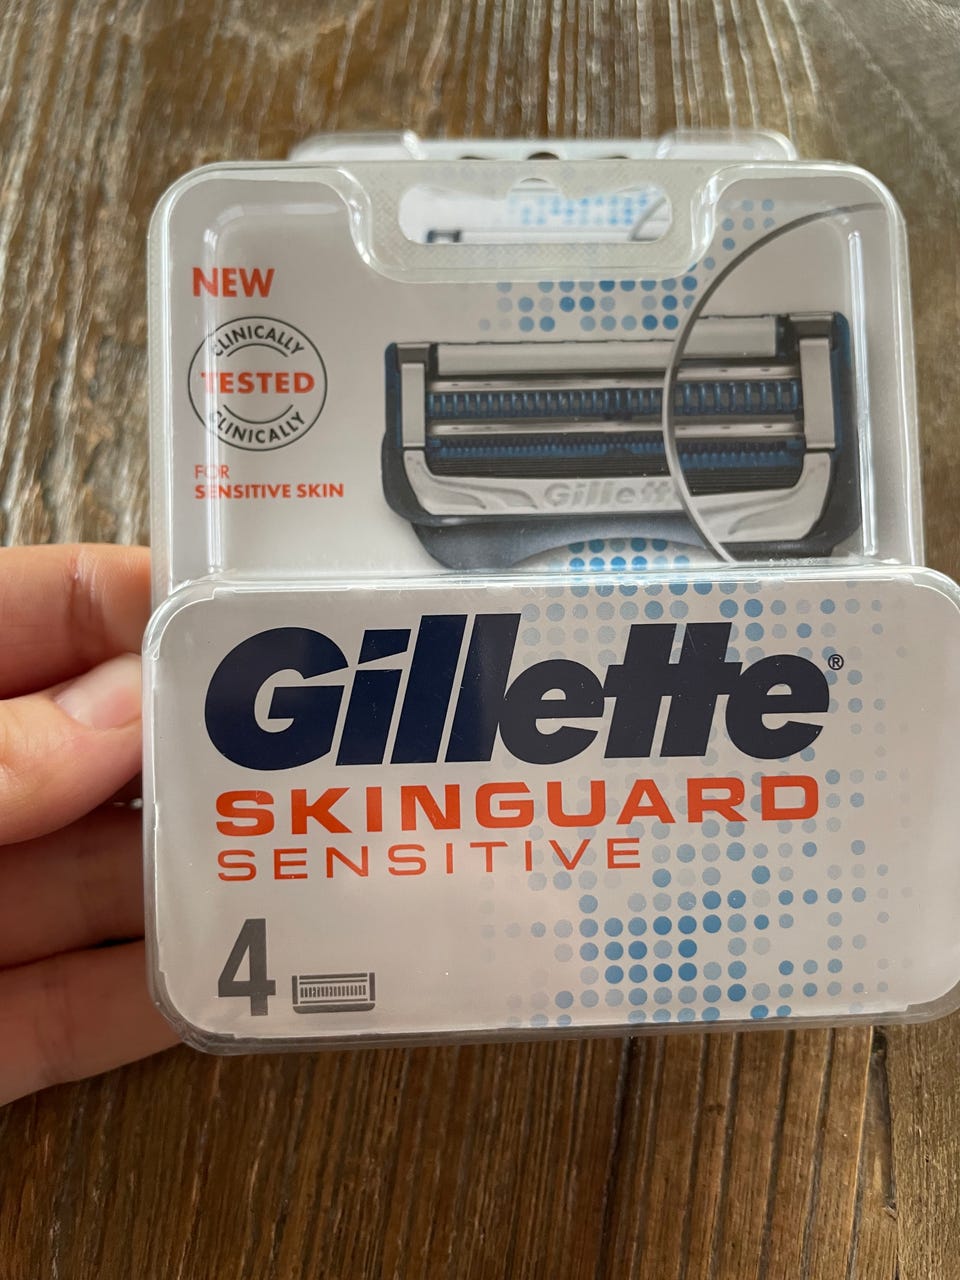 NEW
CLINICALLY
TESTED
CLINICALLY
FOR
SENSITIVE SKIN
Gillette
Gillette®
SKINGUARD
SENSITIVE
4